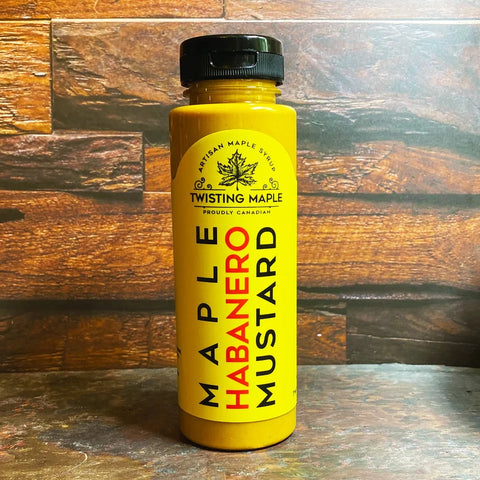 ARTISAN MAPLE SYRUP
TWISTING MAPLE
PROUDLY CANADIAN
MAPLE
HABANERO
MUSTARD